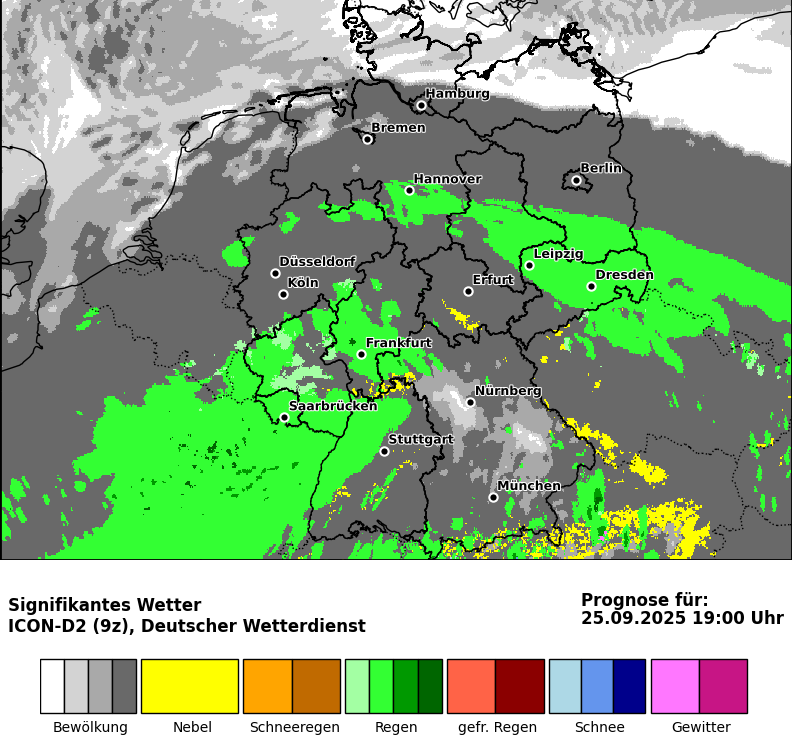 Hamburg
Bremen
Berlin
Hannover
Leipzig
Düsseldorf
Dresden
Köln
Erfurt
Frankfurt
Nürnberg
Saarbrücken
Stuttgart
München
Signifikantes Wetter
ICON-D2 (9z), Deutscher Wetterdienst
Prognose für:
25.09.2025 19:00 Uhr
Bewölkung
Nebel
Schneeregen
Regen
gefr. Regen
Schnee
Gewitter